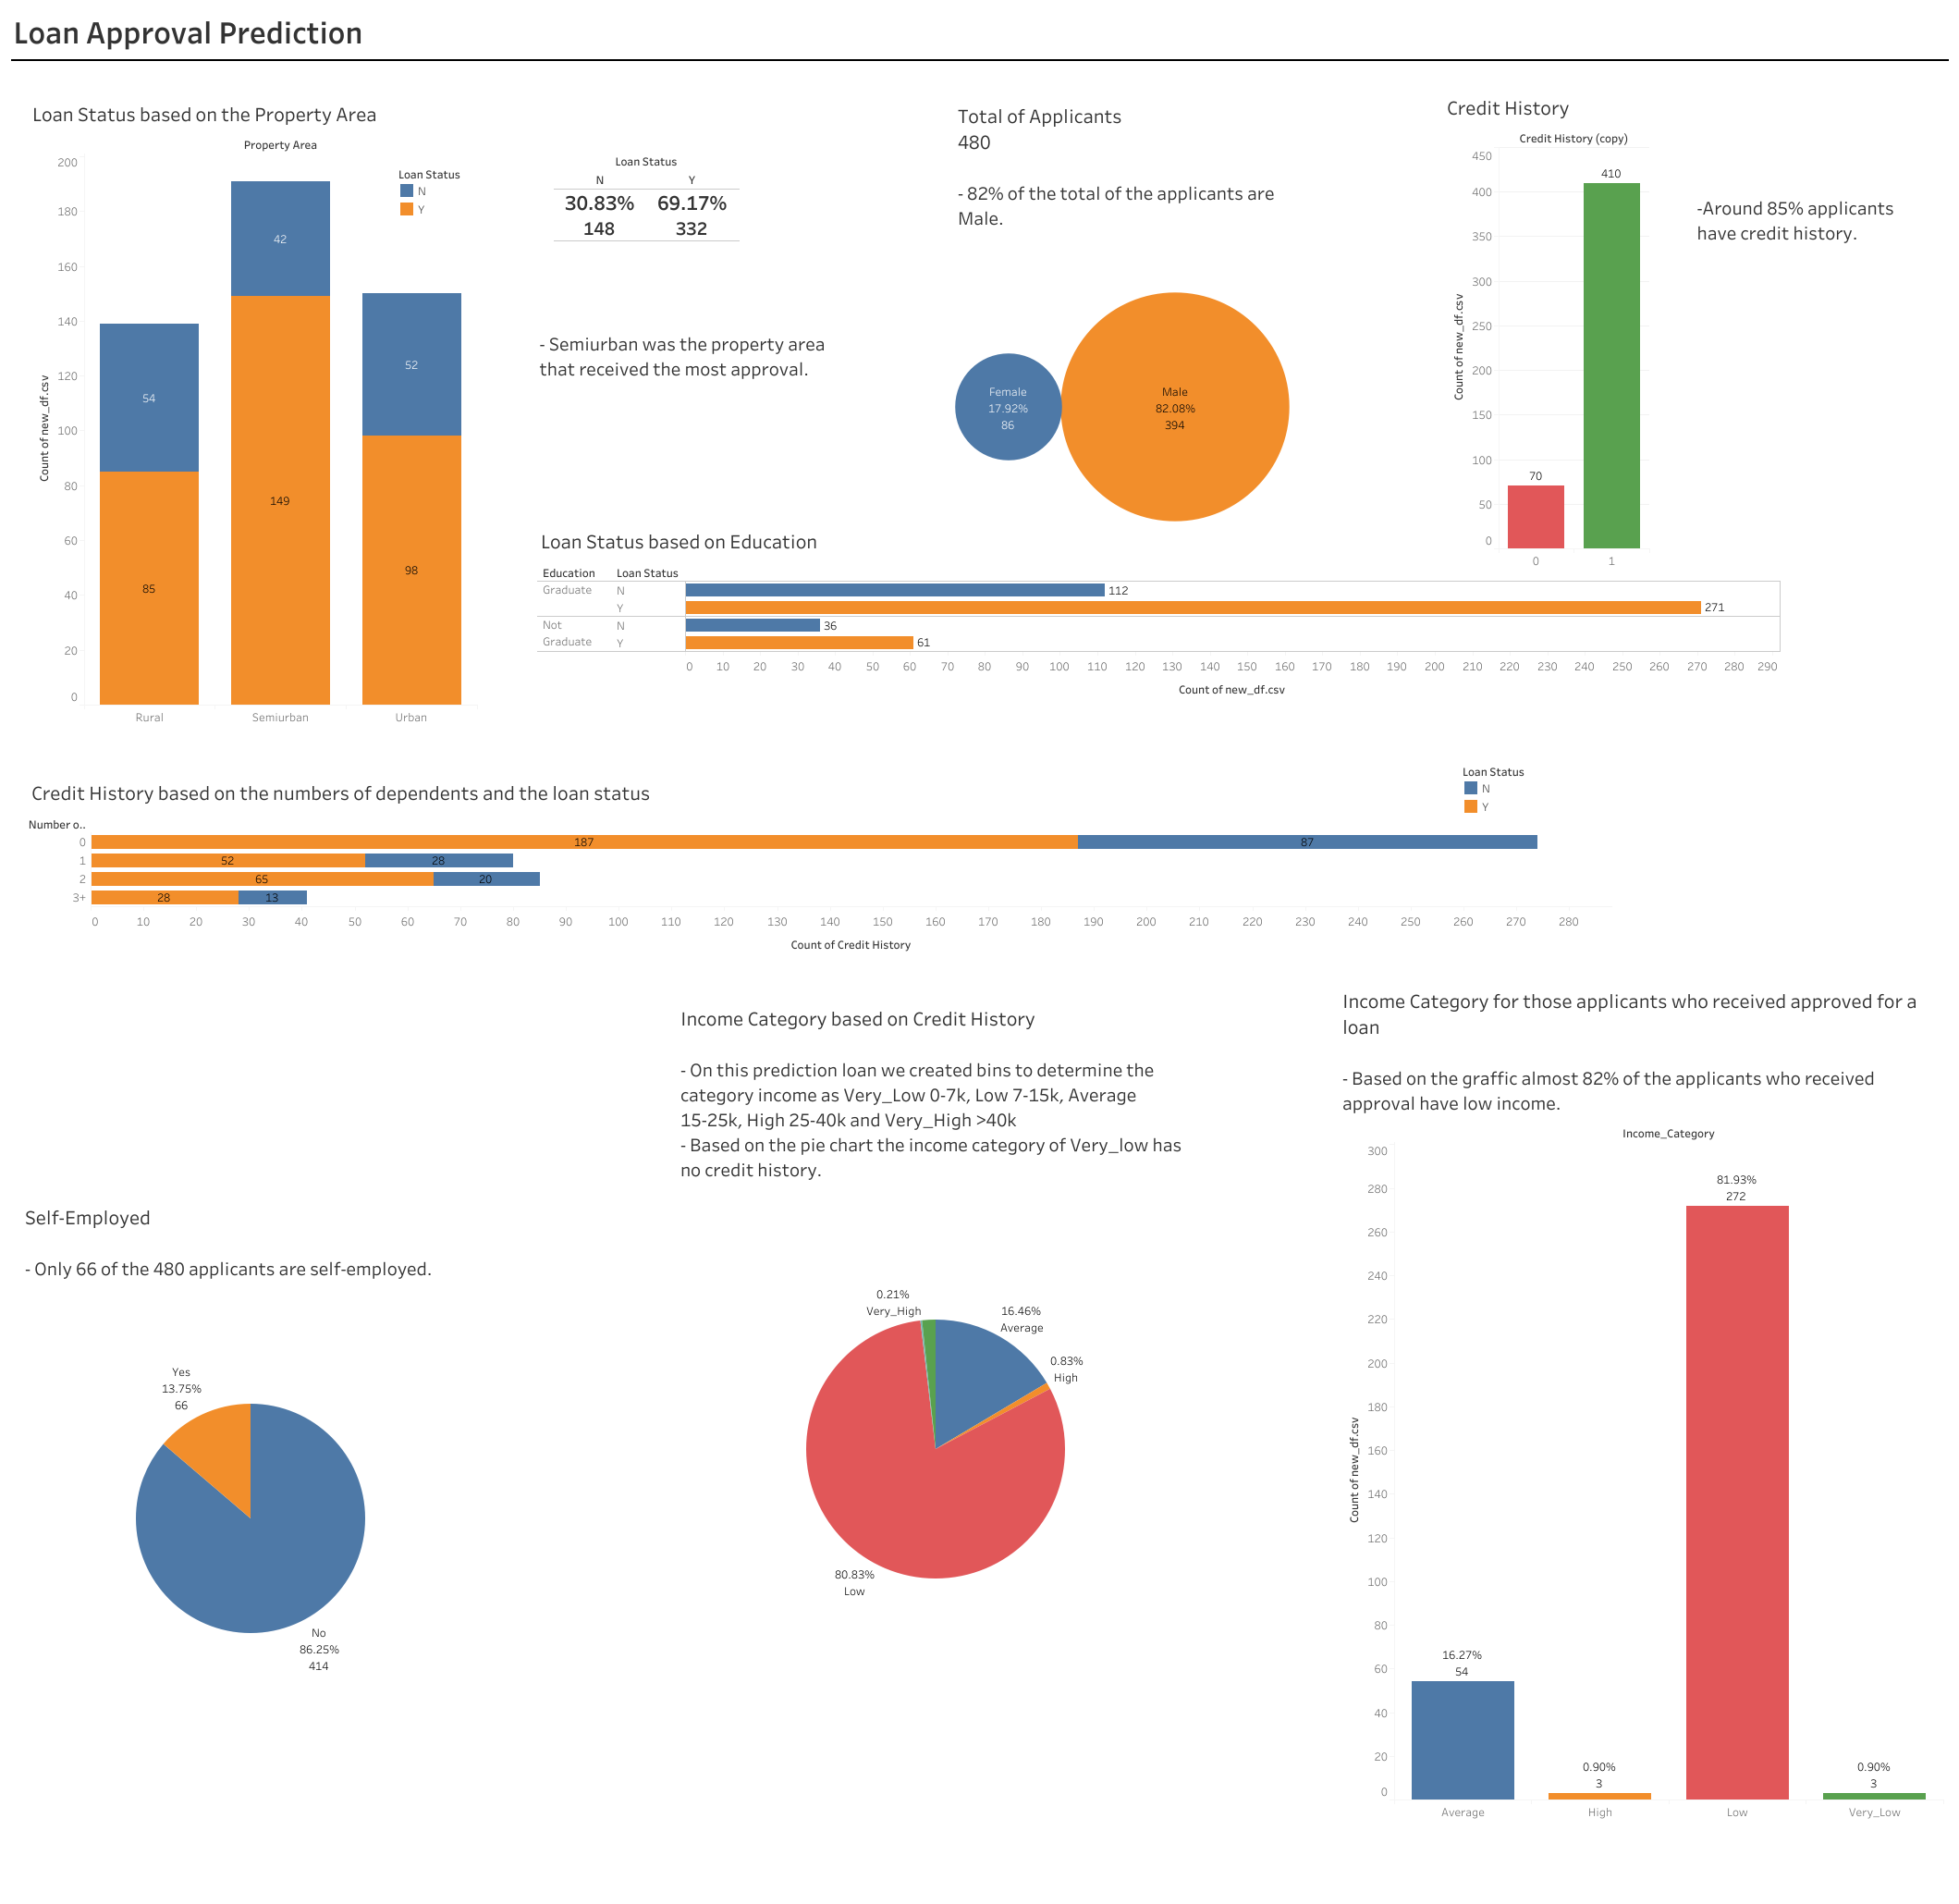 Loan Approval Prediction
Loan Status based on the Property Area
Property Area
Loan Status
N
Y
200
180
160
140
120
100
80
60
40
20
0
Count of new_df.csv
42
54
52
149
85
98
Rural
Semiurban
Urban
Loan Status
N Y
30.83% 69.17%
148 332
- Semiurban was the property area
that received the most approval.
Total of Applicants
480
- 82% of the total of the applicants are
Male.
Female
17.92%
86
Male
82.08%
394
Credit History
Credit History (copy)
450
400
350
300
250
200
150
100
50
0
Count of new_df.csv
70
410
0
1
-Around 85% applicants
have credit history.
Loan Status based on Education
Education Loan Status
Graduate N 112
Y 271
Not N 36
Graduate Y 61
0 10 20 30 40 50 60 70 80 90 100 110 120 130 140 150 160 170 180 190 200 210 220 230 240 250 260 270 280 290
Count of new_df.csv
Credit History based on the numbers of dependents and the loan status
Loan Status
N
Y
Number o..
0 187 87
1 52 28
2 65 20
3+ 28 13
0 10 20 30 40 50 60 70 80 90 100 110 120 130 140 150 160 170 180 190 200 210 220 230 240 250 260 270 280
Count of Credit History
Self-Employed
- Only 66 of the 480 applicants are self-employed.
Yes
13.75%
66
No
86.25%
414
Income Category based on Credit History
- On this prediction loan we created bins to determine the
category income as Very_Low 0-7k, Low 7-15k, Average
15-25k, High 25-40k and Very_High >40k
- Based on the pie chart the income category of Very_low has
no credit history.
0.21%
Very_High
16.46%
Average
0.83%
High
80.83%
Low
Income Category for those applicants who received approved for a
loan
- Based on the graffic almost 82% of the applicants who received
approval have low income.
Income_Category
300
280
260
240
220
200
180
160
140
120
100
80
60
40
20
0
Count of new_df.csv
16.27%
54
0.90%
3
81.93%
272
0.90%
3
Average
High
Low
Very_Low